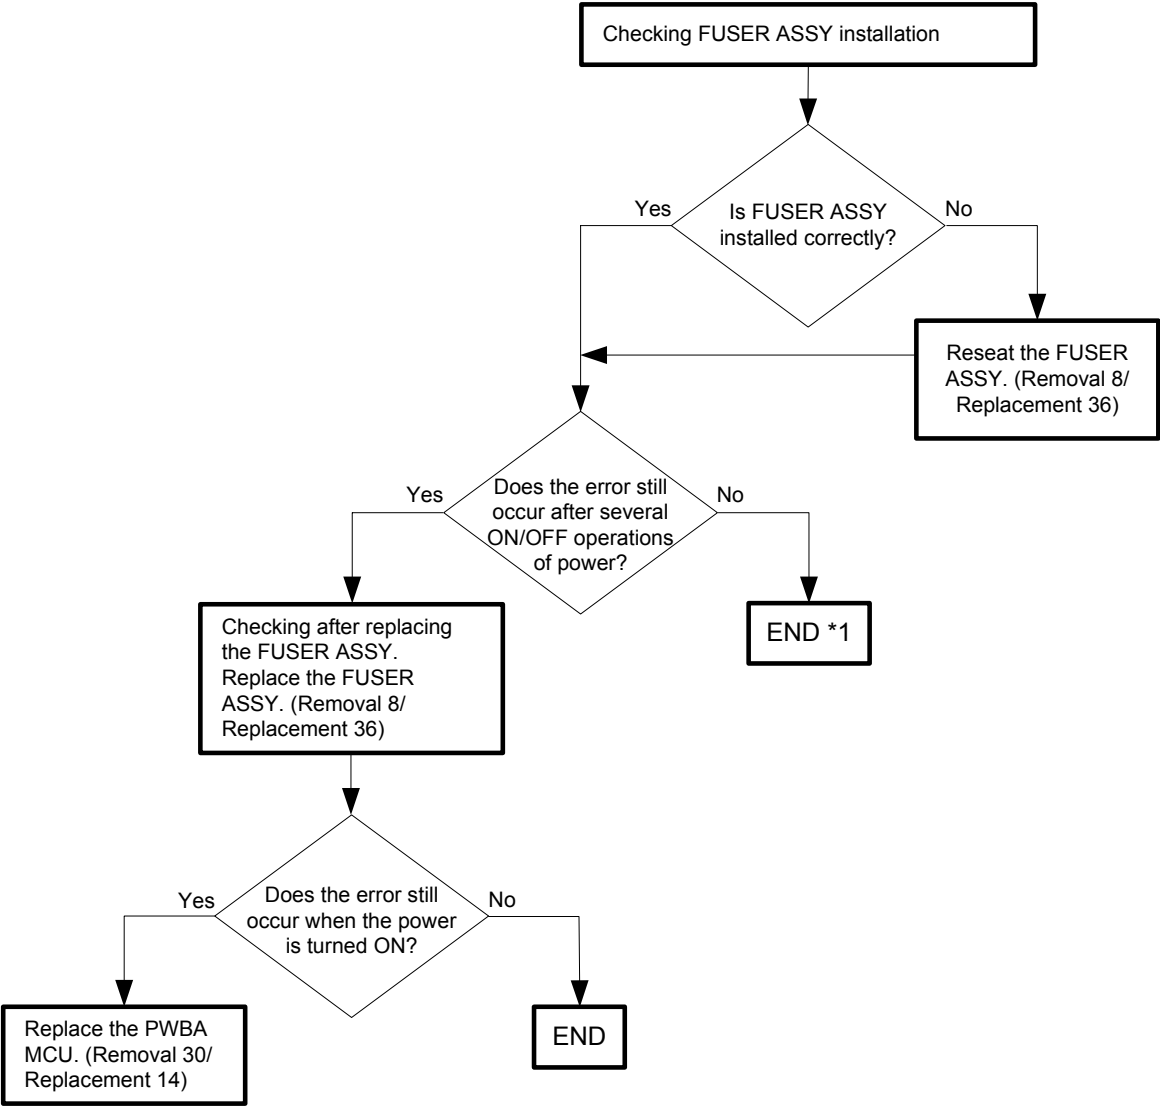 Checking FUSER ASSY installation
Yes
Is FUSER ASSY
installed correctly?
No
Reseat the FUSER
ASSY. (Removal 8/
Replacement 36)
Yes
Does the error still
occur after several
ON/OFF operations
of power?
No
Checking after replacing
the FUSER ASSY.
Replace the FUSER
ASSY. (Removal 8/
Replacement 36)
END *1
Yes
Does the error still
occur when the power
is turned ON?
No
Replace the PWBA
MCU. (Removal 30/
Replacement 14)
END